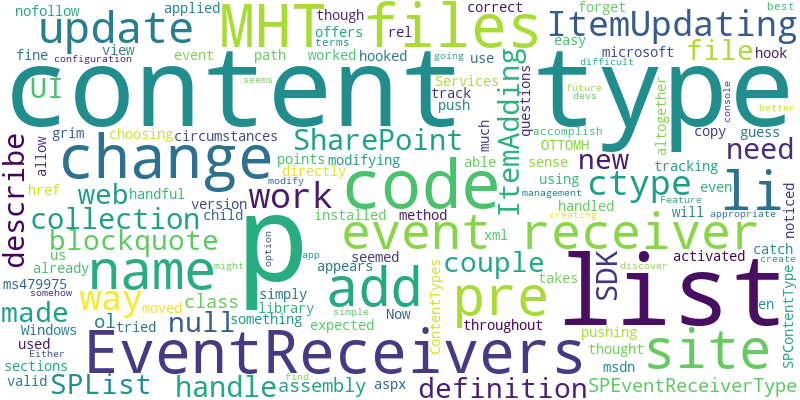 nofollow applied though correct forget best
offers rel microsoft
update MHT files ItemUpdating
view event terms path worked hooked use easy file hook
fine configuration seems Services going difficult
UI content type
grim choosing circumstances track push ItemAdding questions altogether future devs console better
describe allow change points directly modifying SharePoint much able sense OTTOMH accomplish guess copy
web handful version child installed method using tracking even
code new need
work ctype li
collection name p add event receiver handled management modify creating Feature will appropriate noticed
blockquote us already xml activated catch en
ms479975 somehow appears seemed couple SDK discover create
way moved class simply library option app might takes pre list
made ol tried null something expected Now throughout ContentTypes pushing msdn SPContentType
Windows used Either simple thought site
sections EventReceivers find
valid SPList handle assembly aspx definition SPEventReceiverType